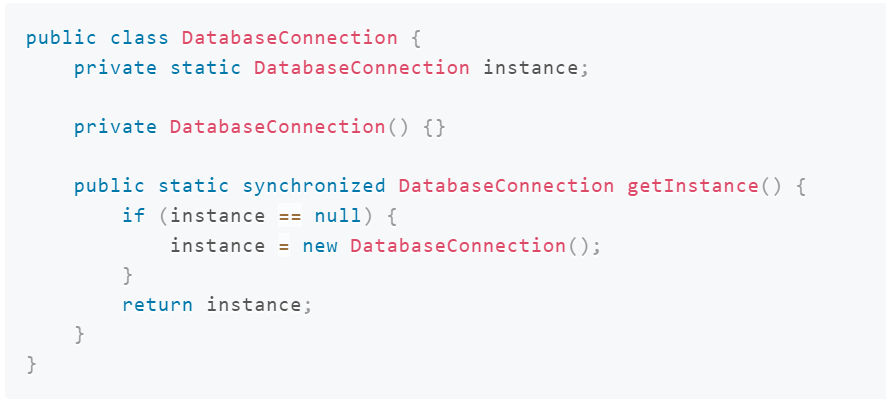 public class DatabaseConnection {
    private static DatabaseConnection instance;

    private DatabaseConnection() {}

    public static synchronized DatabaseConnection getInstance() {
        if (instance == null) {
            instance = new DatabaseConnection();
        }
        return instance;
    }
}